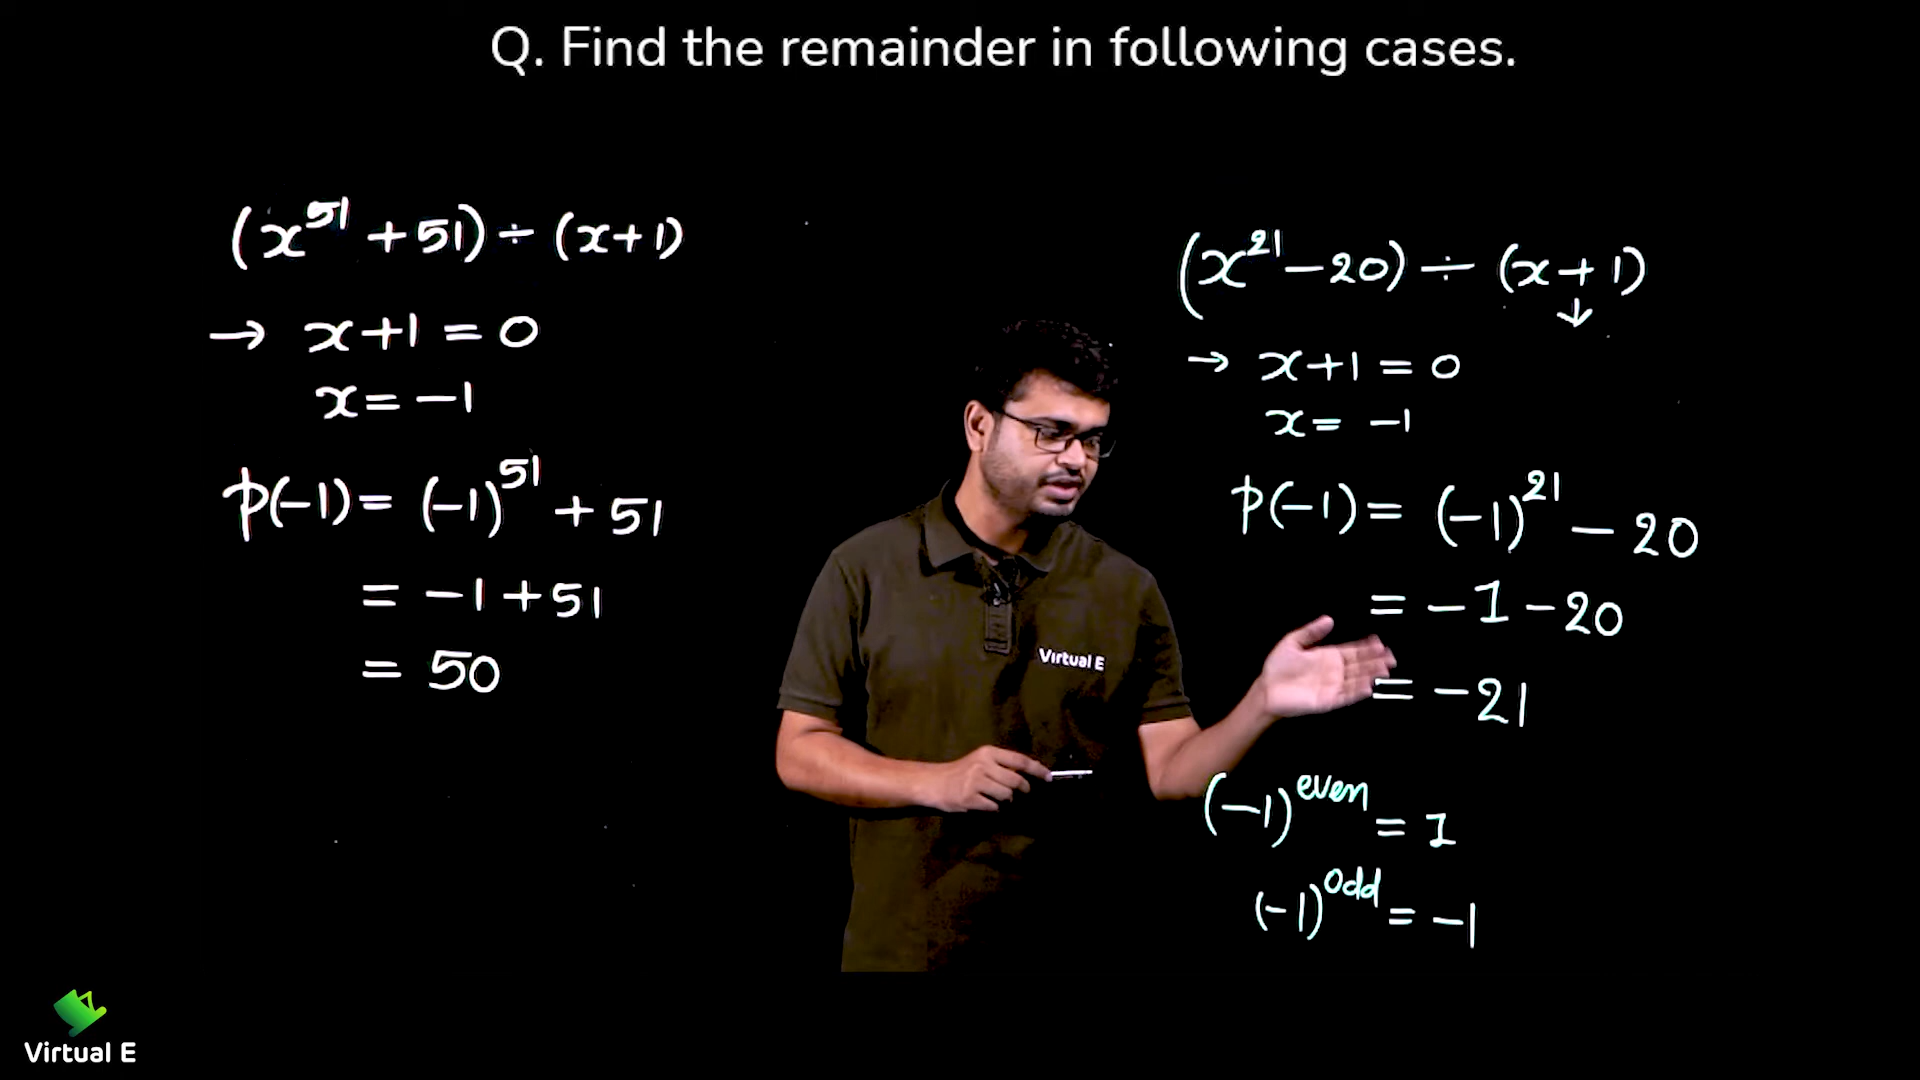 Q. Find the remainder in following cases.
(x^51 + 51) ÷ (x+1)
→ x+1 = 0
x = -1
p(-1) = (-1)^51 + 51
= -1 + 51
= 50
(x^21 - 20) ÷ (x + 1)
↓
→ x+1 = 0
x = -1
p(-1) = (-1)^21 - 20
= -1 - 20
= -21
(-1)^even = 1
(-1)^odd = -1
Virtual E
Virtual E